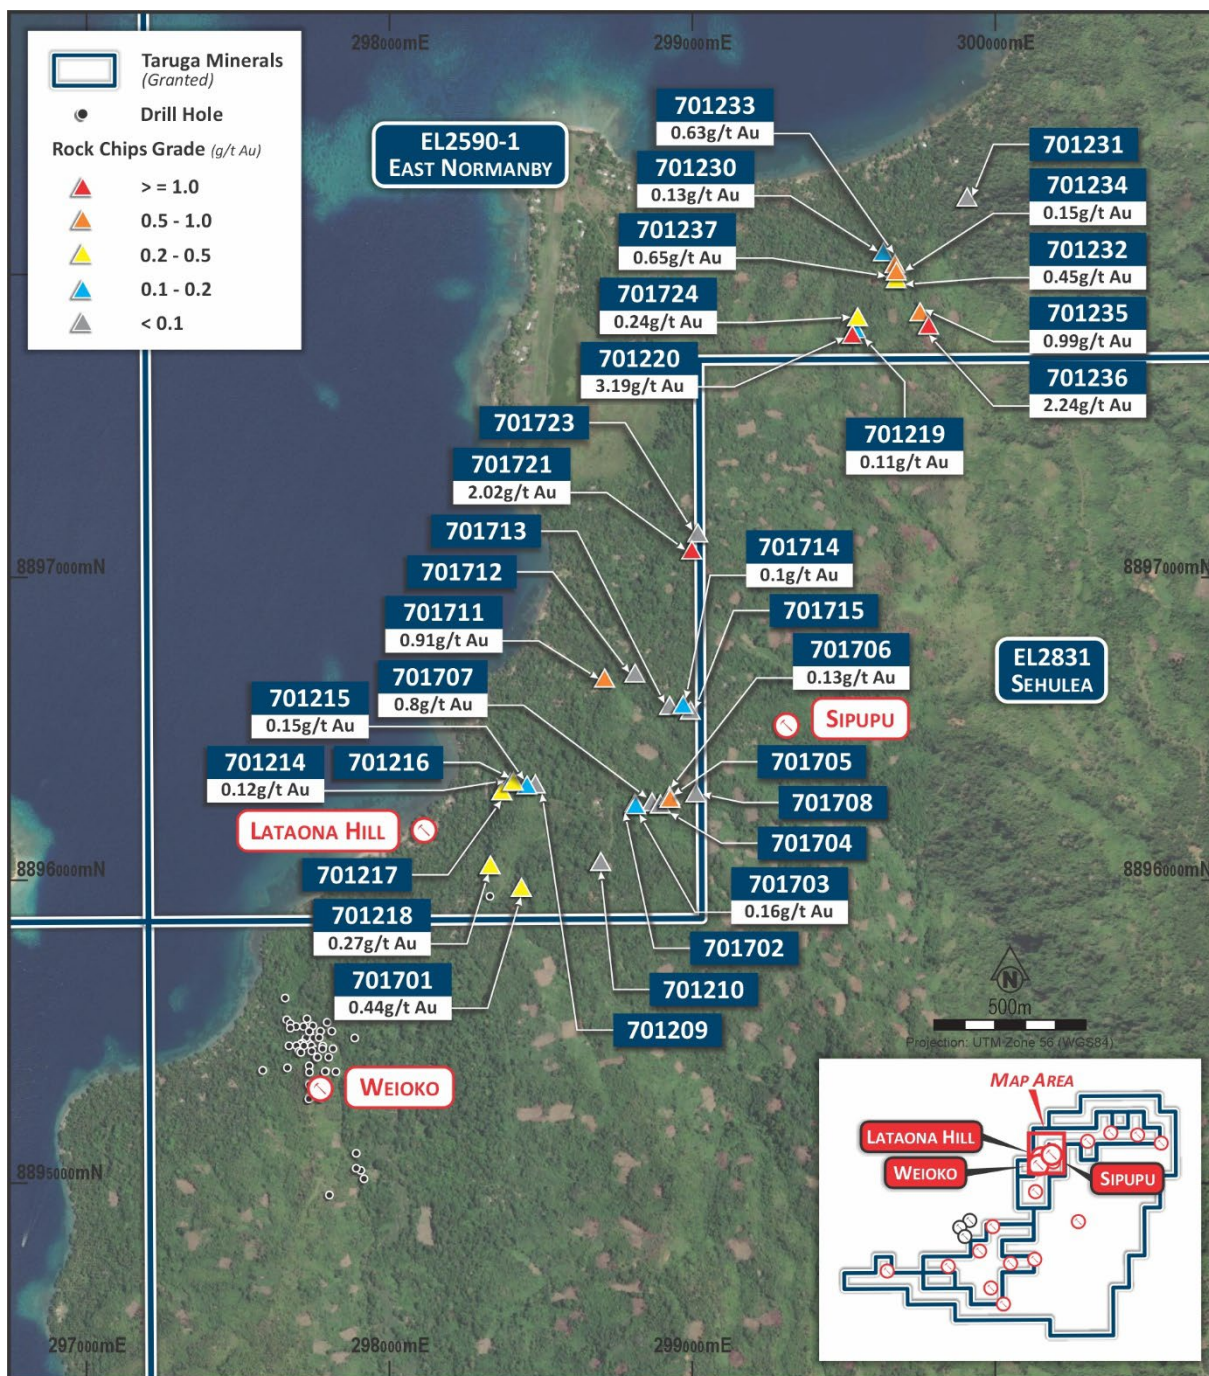 298000mE
299000mE
300000mE
Taruga Minerals
(Granted)
Drill Hole
Rock Chips Grade (g/t Au)
> = 1.0
0.5 - 1.0
0.2 - 0.5
0.1 - 0.2
< 0.1
EL2590-1
EAST NORMANBY
701233
0.63g/t Au
701230
0.13g/t Au
701237
0.65g/t Au
701724
0.24g/t Au
701220
3.19g/t Au
701231
701234
0.15g/t Au
701232
0.45g/t Au
701235
0.99g/t Au
701236
2.24g/t Au
701219
0.11g/t Au
701723
701721
2.02g/t Au
701713
701712
701711
0.91g/t Au
701707
0.8g/t Au
701714
0.1g/t Au
701715
701706
0.13g/t Au
8897000mN
8897000mN
EL2831
SEHULEA
SIPUPU
701215
0.15g/t Au
701214
0.12g/t Au
701216
LATAONA HILL
701705
701708
701704
701703
0.16g/t Au
701702
701210
701209
8896000mN
8896000mN
701217
701218
0.27g/t Au
701701
0.44g/t Au
WEIOKO
8895000mN
N
500m
Projection: UTM Zone 56 (WGS84)
MAP AREA
LATAONA HILL
WEIOKO
SIPUPU
297000mE
298000mE
299000mE